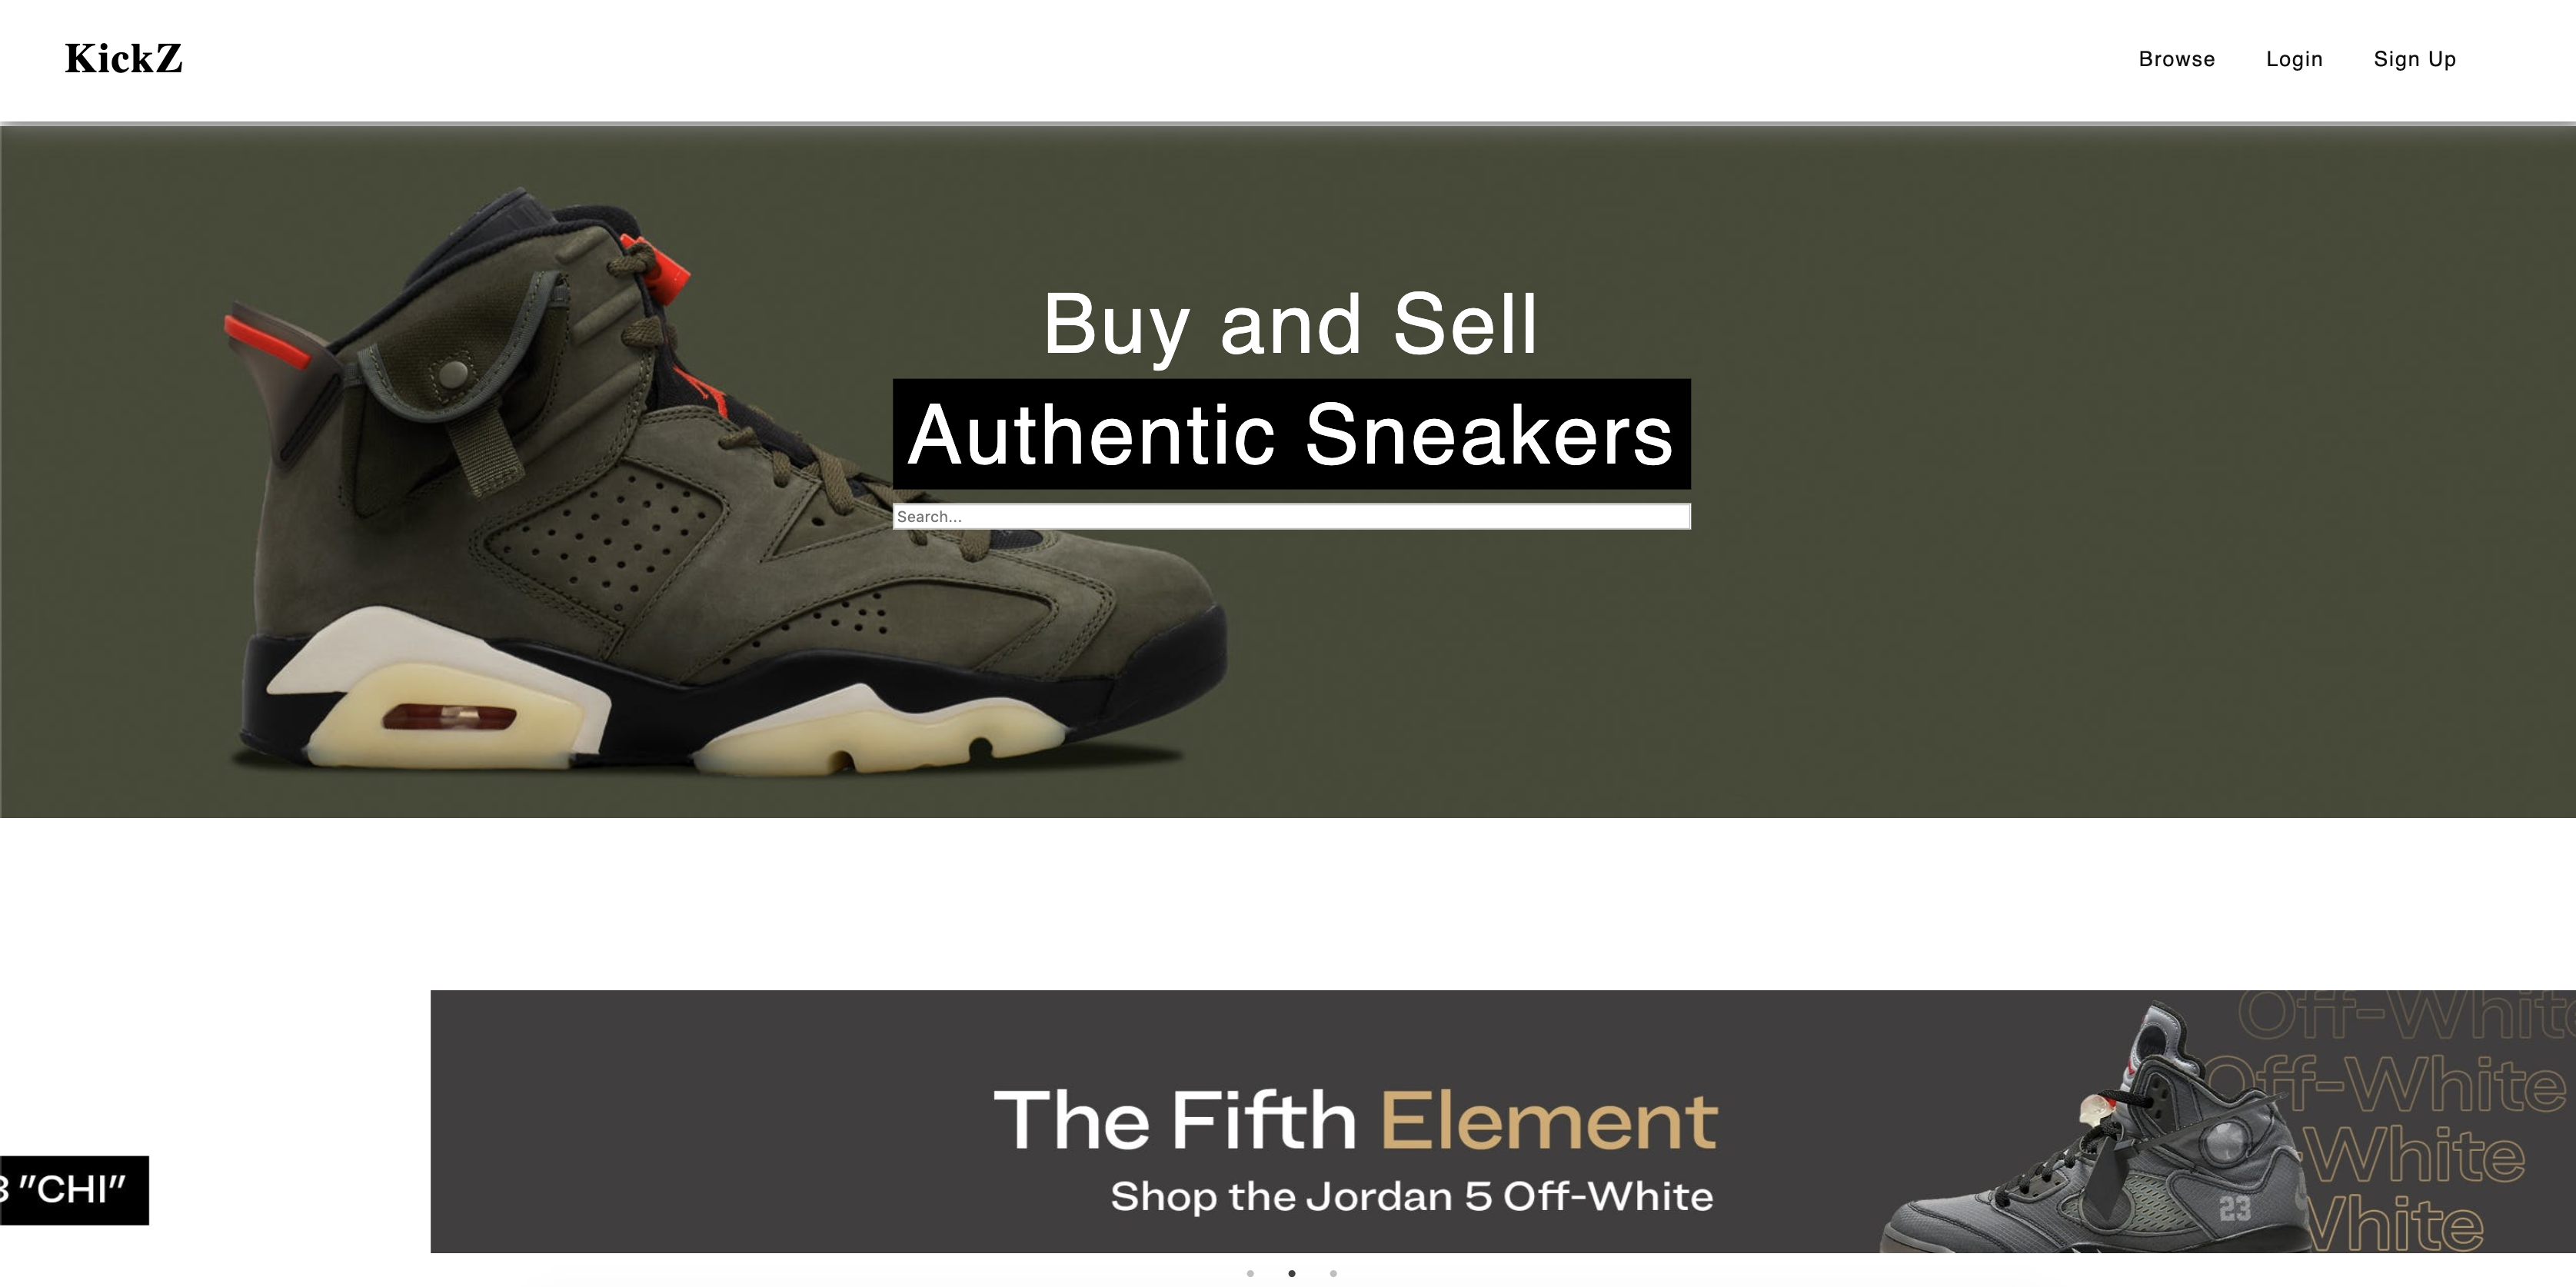 KickZ
Browse Login Sign Up
Buy and Sell
Authentic Sneakers
Search...
Off-White
Off-White
The Fifth Element
-White
3 "CHI"
Shop the Jordan 5 Off-White
23
White